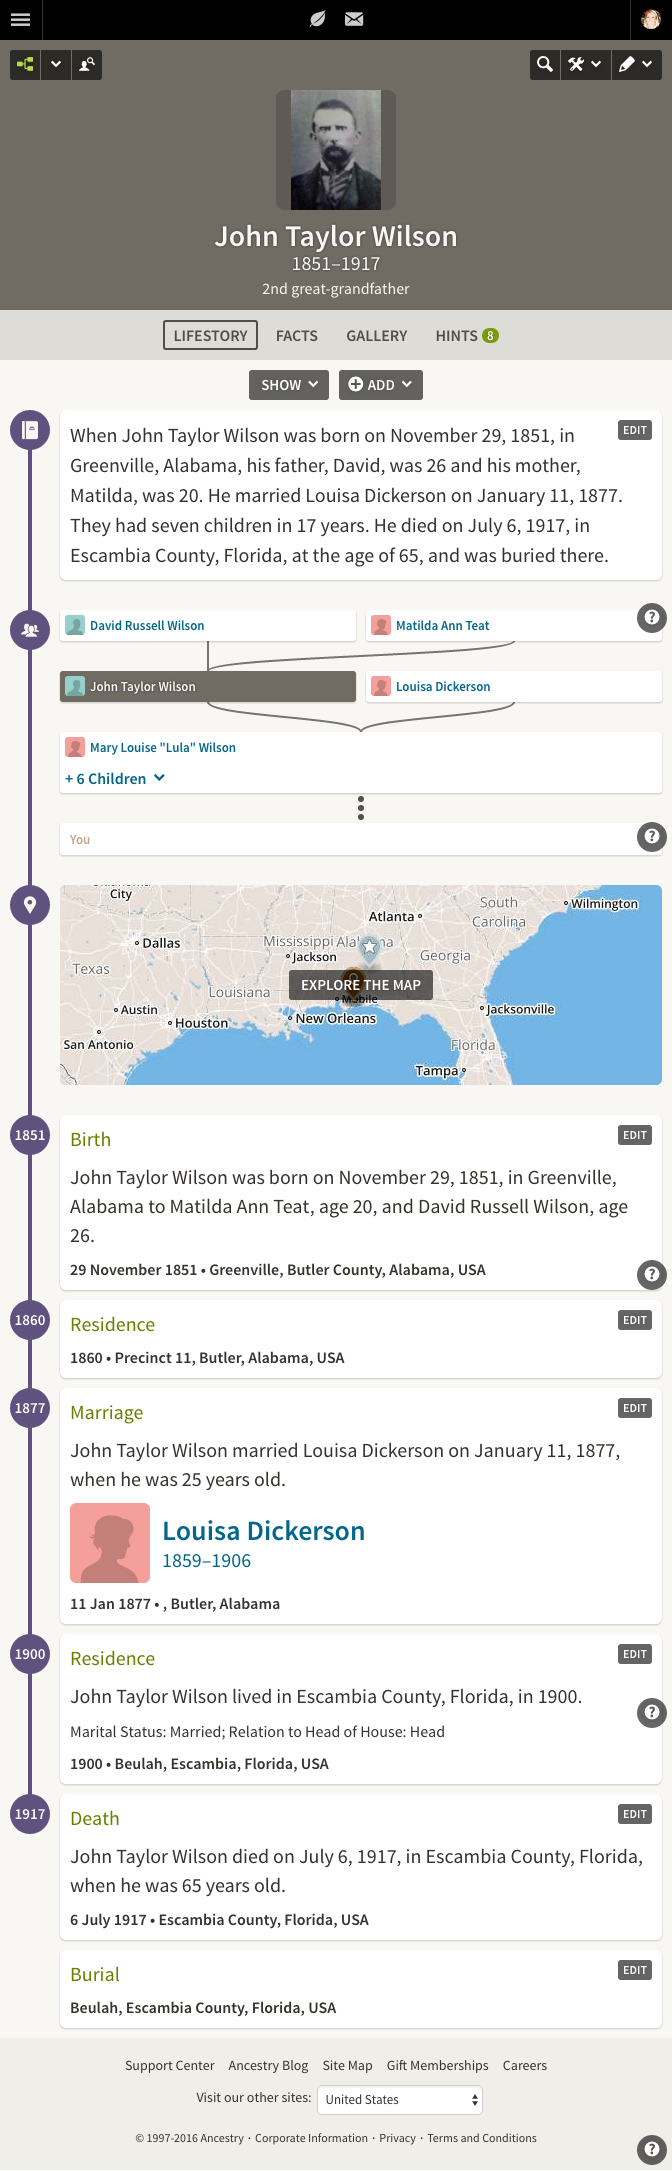 John Taylor Wilson
1851–1917
2nd great-grandfather
LIFESTORY FACTS GALLERY HINTS 8
SHOW ADD
When John Taylor Wilson was born on November 29, 1851, in
Greenville, Alabama, his father, David, was 26 and his mother,
Matilda, was 20. He married Louisa Dickerson on January 11, 1877.
They had seven children in 17 years. He died on July 6, 1917, in
Escambia County, Florida, at the age of 65, and was buried there.
EDIT
David Russell Wilson
Matilda Ann Teat
?
John Taylor Wilson
Louisa Dickerson
Mary Louise "Lula" Wilson
+ 6 Children
You
?
City
Atlanta
South
Carolina
Wilmington
Dallas
Mississippi
Jackson
Georgia
Texas
Louisiana
EXPLORE THE MAP
Mobile
Austin
Houston
New Orleans
Jacksonville
San Antonio
Florida
Tampa
1851
Birth
EDIT
John Taylor Wilson was born on November 29, 1851, in Greenville,
Alabama to Matilda Ann Teat, age 20, and David Russell Wilson, age
26.
29 November 1851 • Greenville, Butler County, Alabama, USA
?
1860
Residence
EDIT
1860 • Precinct 11, Butler, Alabama, USA
1877
Marriage
EDIT
John Taylor Wilson married Louisa Dickerson on January 11, 1877,
when he was 25 years old.
Louisa Dickerson
1859–1906
11 Jan 1877 • , Butler, Alabama
1900
Residence
EDIT
John Taylor Wilson lived in Escambia County, Florida, in 1900.
?
Marital Status: Married; Relation to Head of House: Head
1900 • Beulah, Escambia, Florida, USA
1917
Death
EDIT
John Taylor Wilson died on July 6, 1917, in Escambia County, Florida,
when he was 65 years old.
6 July 1917 • Escambia County, Florida, USA
Burial
EDIT
Beulah, Escambia County, Florida, USA
Support Center Ancestry Blog Site Map Gift Memberships Careers
Visit our other sites: United States
© 1997-2016 Ancestry · Corporate Information · Privacy · Terms and Conditions
?